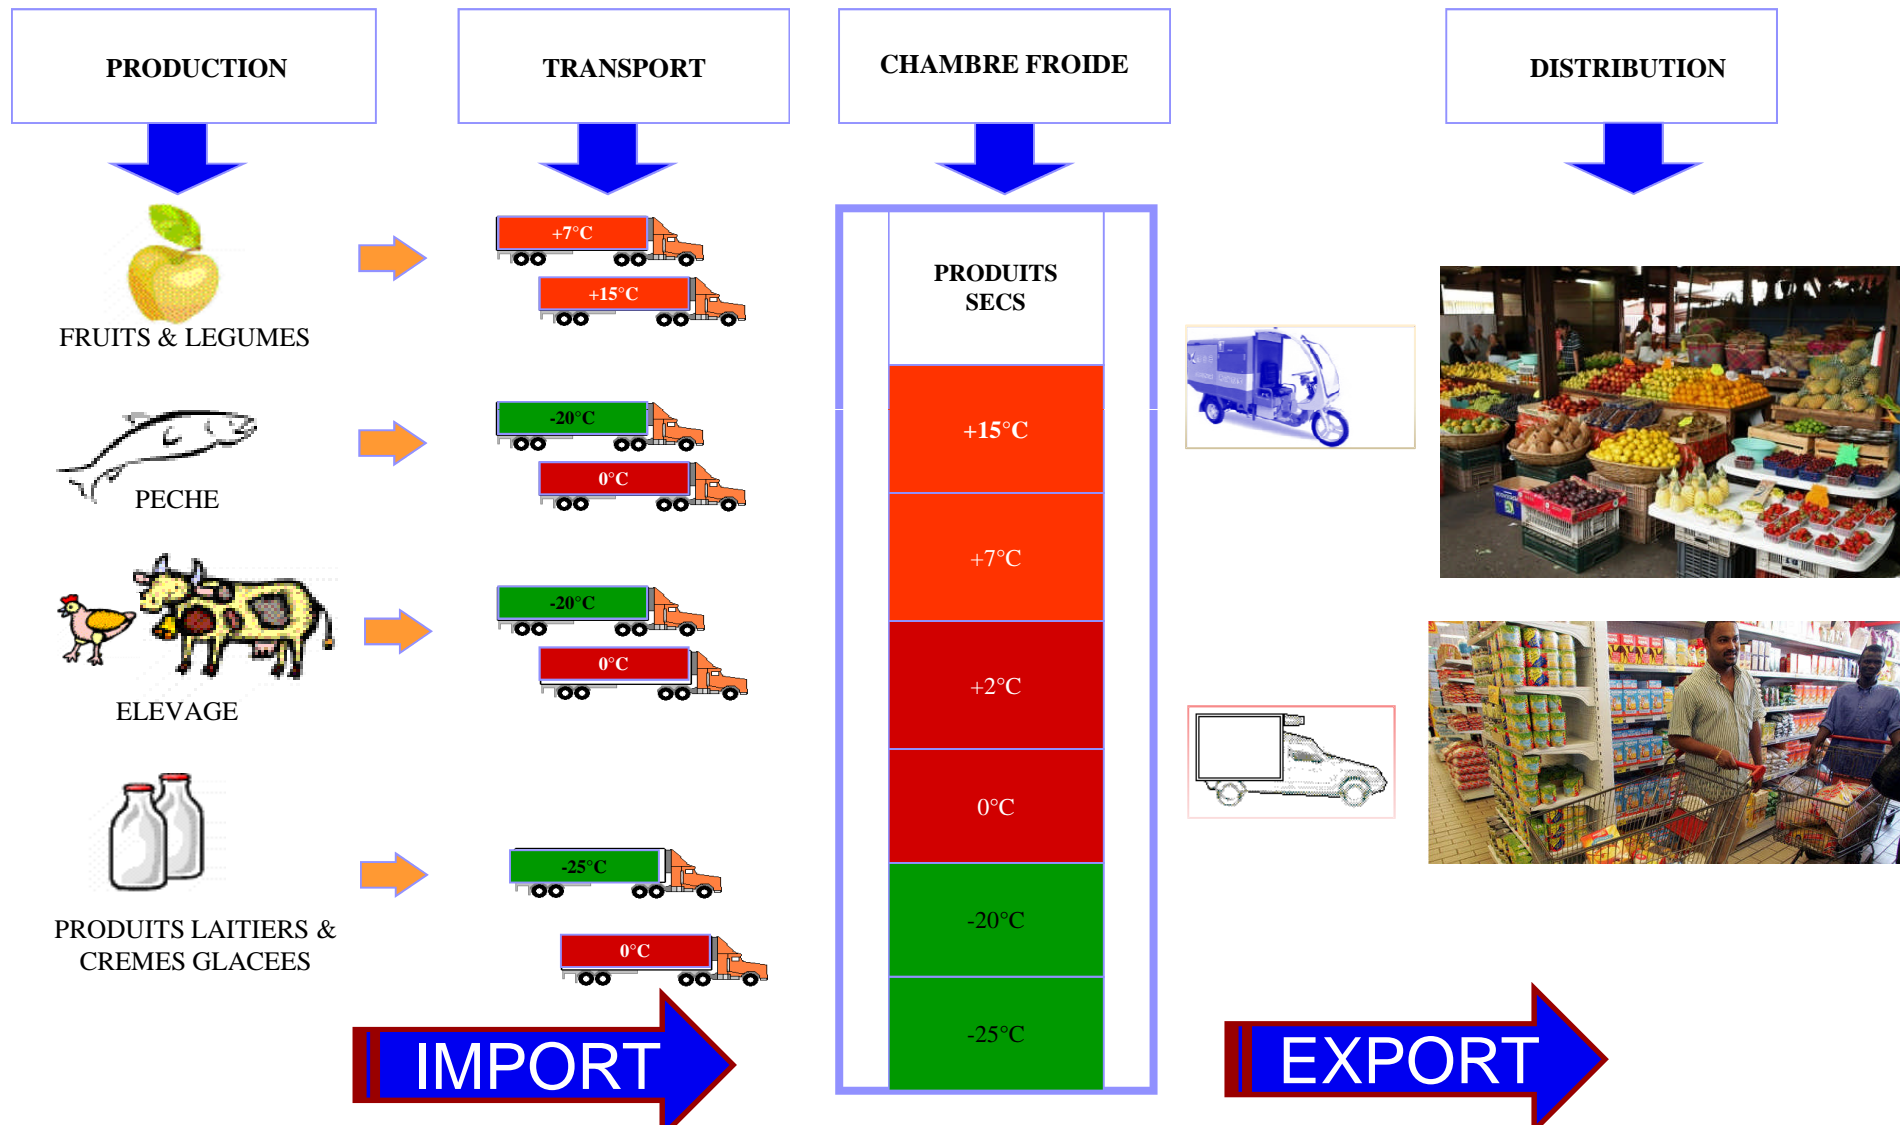 PRODUCTION
TRANSPORT
CHAMBRE FROIDE
DISTRIBUTION
FRUITS & LEGUMES
+7°C
+15°C
PECHE
-20°C
0°C
ELEVAGE
-20°C
0°C
PRODUITS LAITIERS &
CREMES GLACEES
-25°C
0°C
PRODUITS
SECS
+15°C
+7°C
+2°C
0°C
-20°C
-25°C
IMPORT
EXPORT